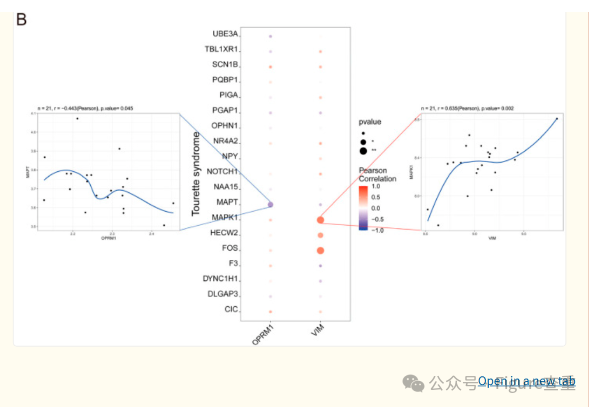 B
UBE3A
TBL1XR1
SCN1B
PQBP1
PIGA
PGAP1
OPHN1
NR4A2
NPY
NOTCH1
NAA15
MAPT
MAPK1
HECW2
FOS
F3
DYNC1H1
DLGAP3
CIC
Tourette syndrome
OPRM1
VIM
n = 21, r = −0.443(Pearson), p.value= 0.045
MAPT
OPRM1
pvalue
*
**
Pearson
Correlation
1.0
0.5
0.0
−0.5
−1.0
n = 21, r = 0.635(Pearson), p.value= 0.002
MAPK1
VIM
公众号
Open in a new tab